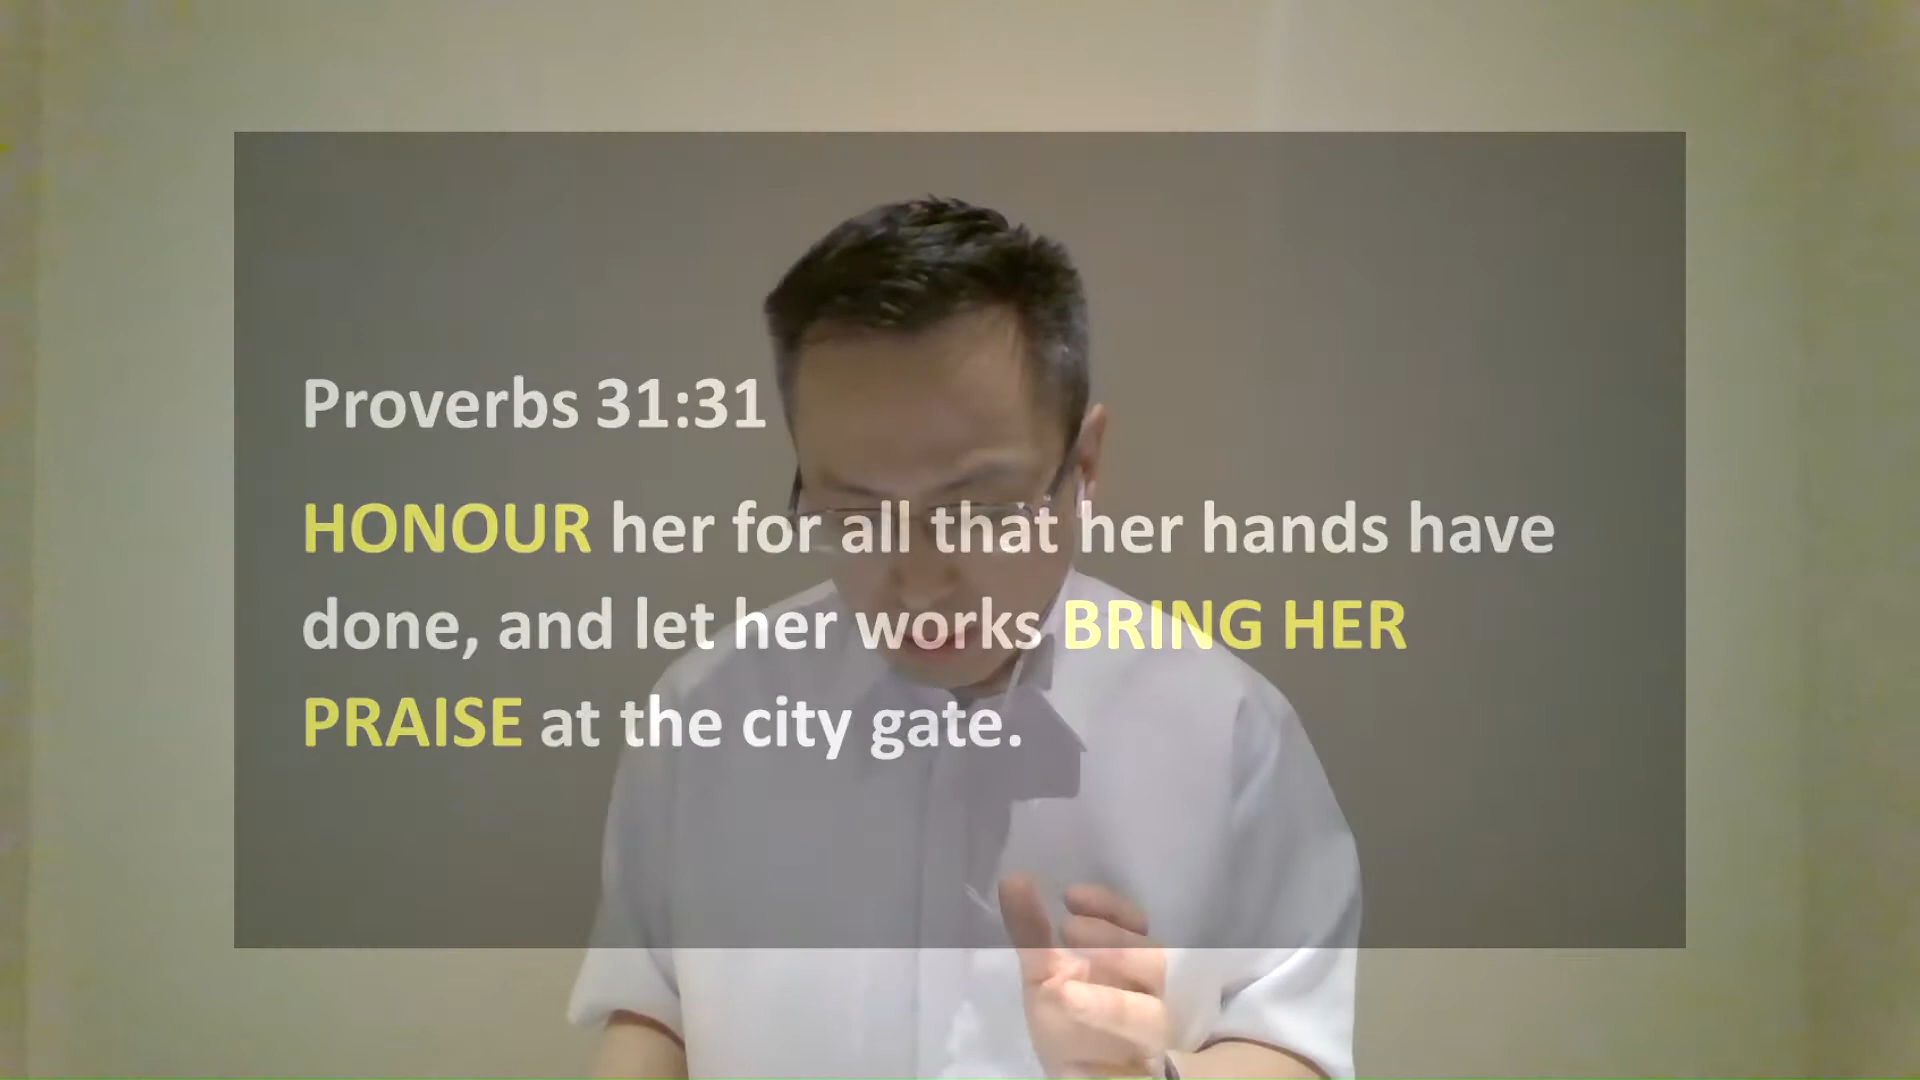 Proverbs 31:31
HONOUR her for all that her hands have
done, and let her works BRING HER
PRAISE at the city gate.